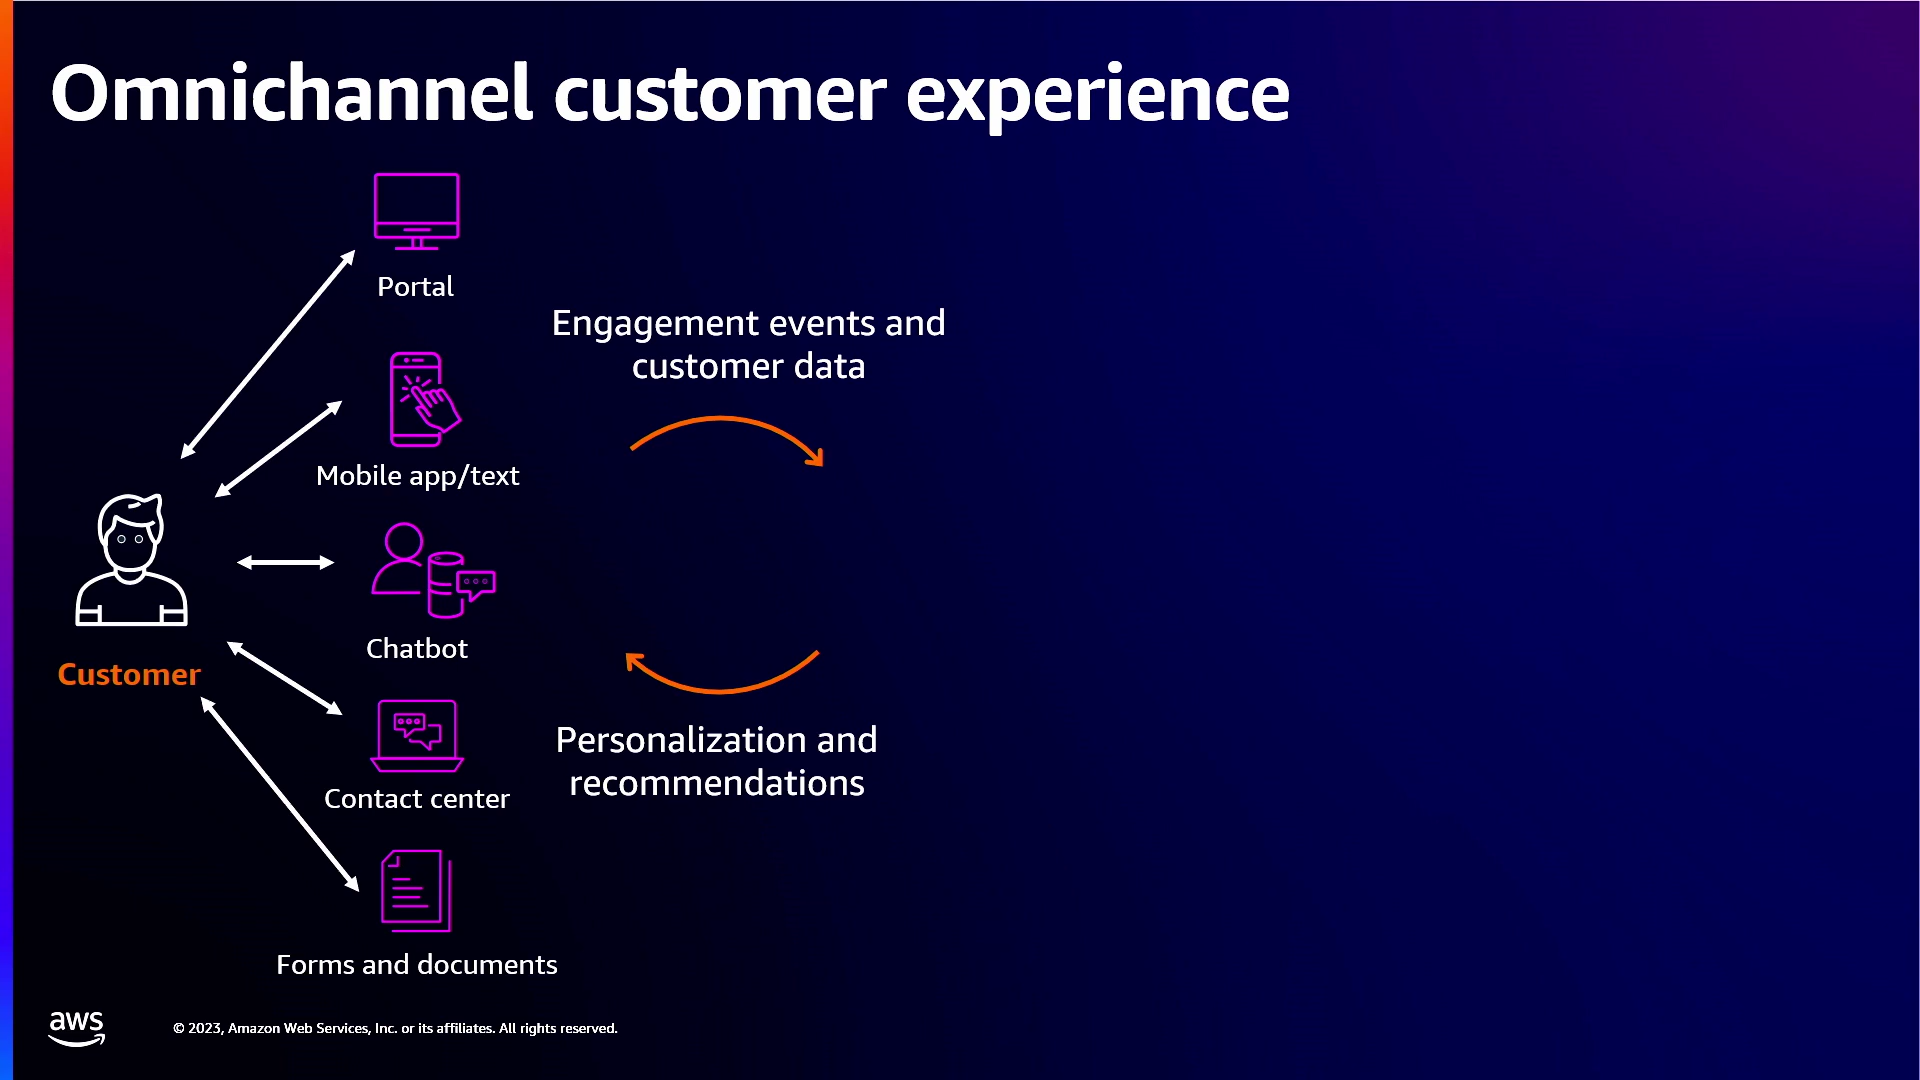 Omnichannel customer experience
Portal
Engagement events and
customer data
Mobile app/text
Chatbot
Customer
Personalization and
recommendations
Contact center
Forms and documents
aws
© 2023, Amazon Web Services, Inc. or its affiliates. All rights reserved.